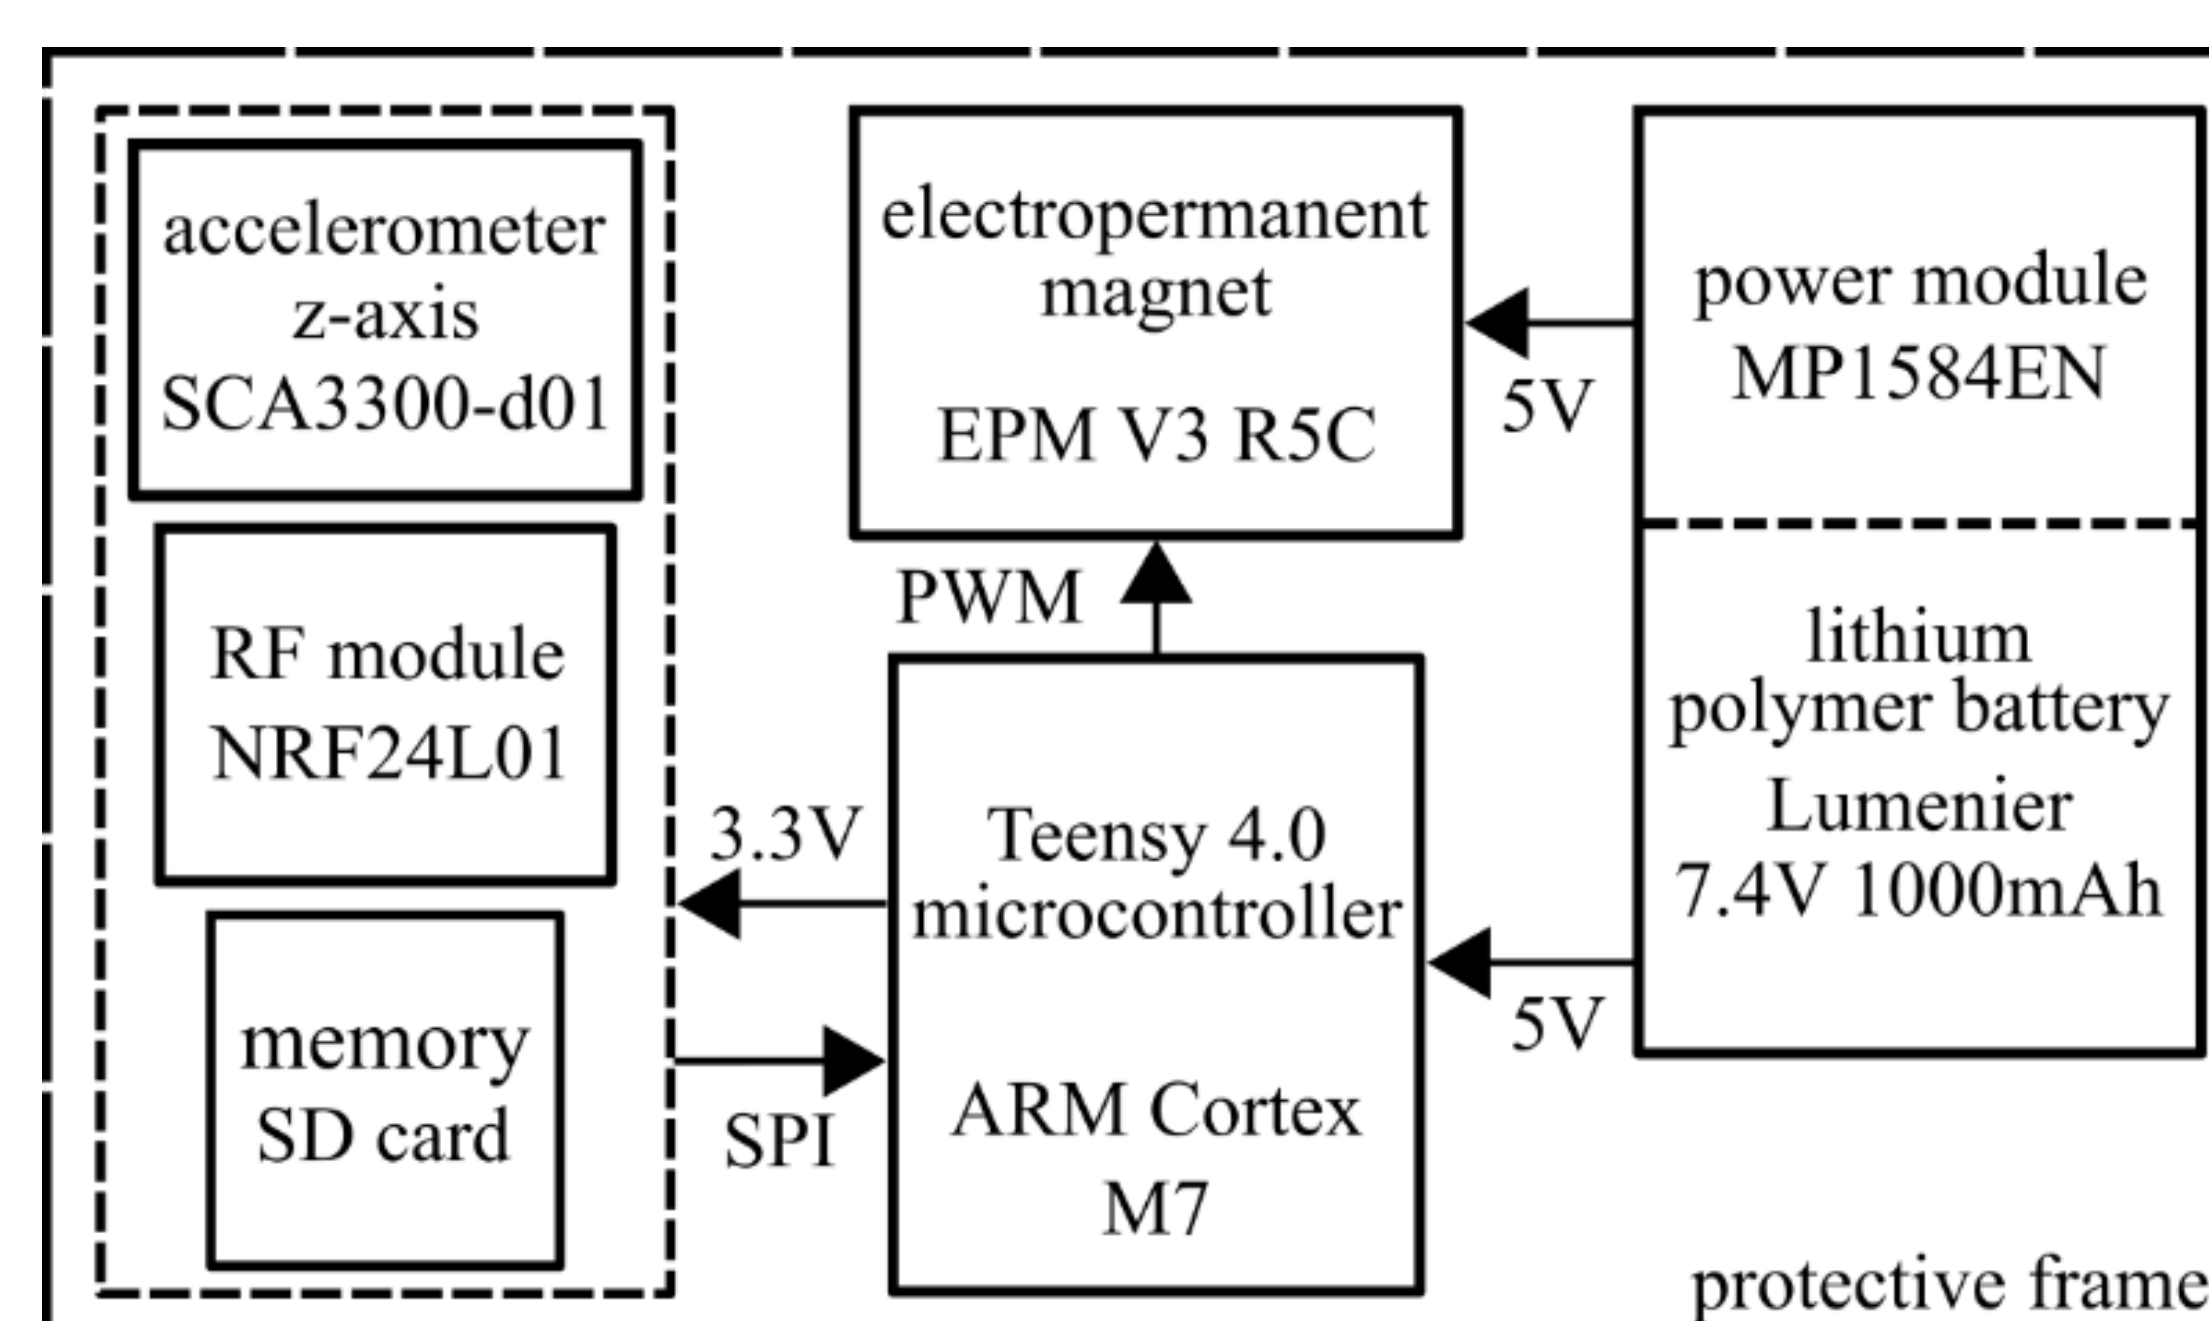 accelerometer
z-axis
SCA3300-d01
RF module
NRF24L01
memory
SD card
3.3V
SPI
electropermanent
magnet
EPM V3 R5C
PWM
Teensy 4.0
microcontroller
ARM Cortex
M7
5V
5V
power module
MP1584EN
lithium
polymer battery
Lumenier
7.4V 1000mAh
protective frame